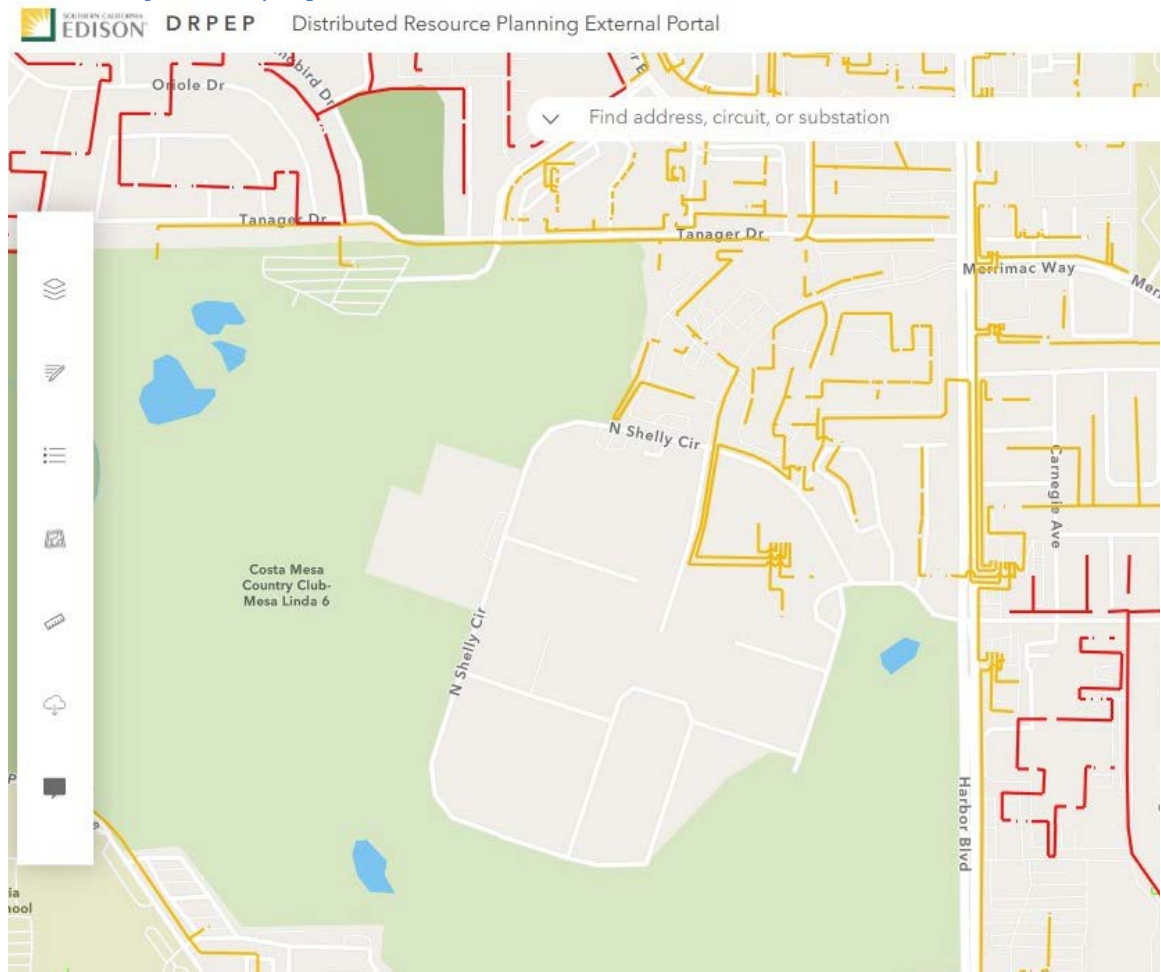 SOUTHERN CALIFORNIA
EDISON
DRPEP
Distributed Resource Planning External Portal
Oriole Dr
Find address, circuit, or substation
Tanager Dr
Tanager Dr
Merrimac Way
N Shelly Cir
Carnegie Ave
Costa Mesa
Country Club-
Mesa Linda 6
N Shelly Cir
Harbor Blvd